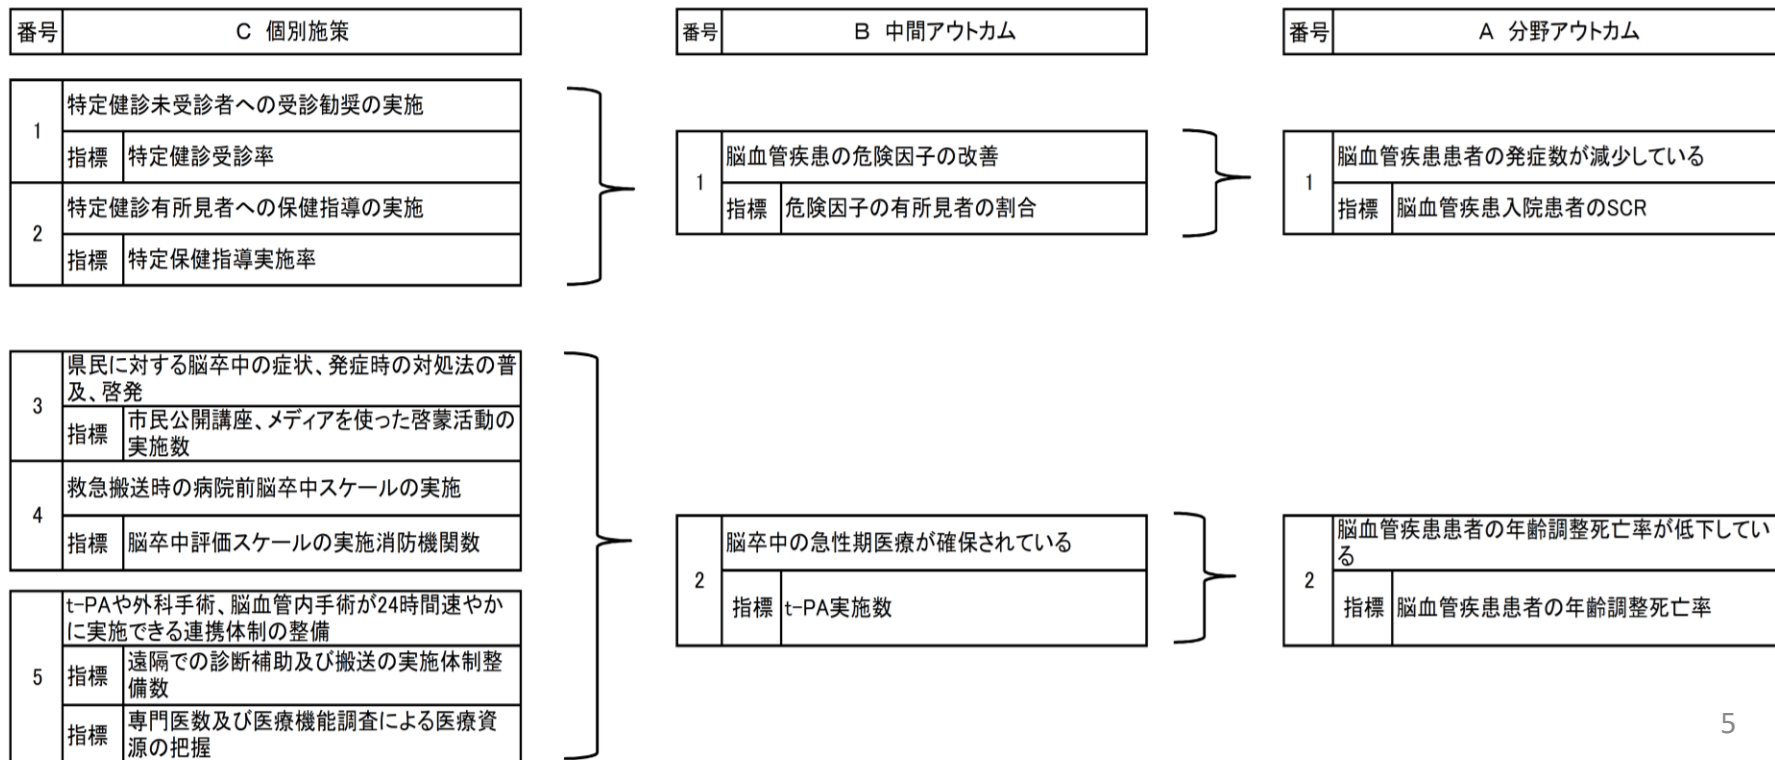 番号 C 個別施策
1
特定健診未受診者への受診勧奨の実施
指標 特定健診受診率
2
特定健診有所見者への保健指導の実施
指標 特定保健指導実施率
3
県民に対する脳卒中の症状、発症時の対処法の普
及、啓発
指標
市民公開講座、メディアを使った啓蒙活動の
実施数
4
救急搬送時の病院前脳卒中スケールの実施
指標 脳卒中評価スケールの実施消防機関数
5
t-PAや外科手術、脳血管内手術が24時間速やか
に実施できる連携体制の整備
指標
遠隔での診断補助及び搬送の実施体制整
備数
指標
専門医数及び医療機能調査による医療資
源の把握
番号 B 中間アウトカム
1
脳血管疾患の危険因子の改善
指標 危険因子の有所見者の割合
2
脳卒中の急性期医療が確保されている
指標 t-PA実施数
番号 A 分野アウトカム
1
脳血管疾患患者の発症数が減少している
指標 脳血管疾患入院患者のSCR
2
脳血管疾患患者の年齢調整死亡率が低下してい
る
指標 脳血管疾患患者の年齢調整死亡率
5